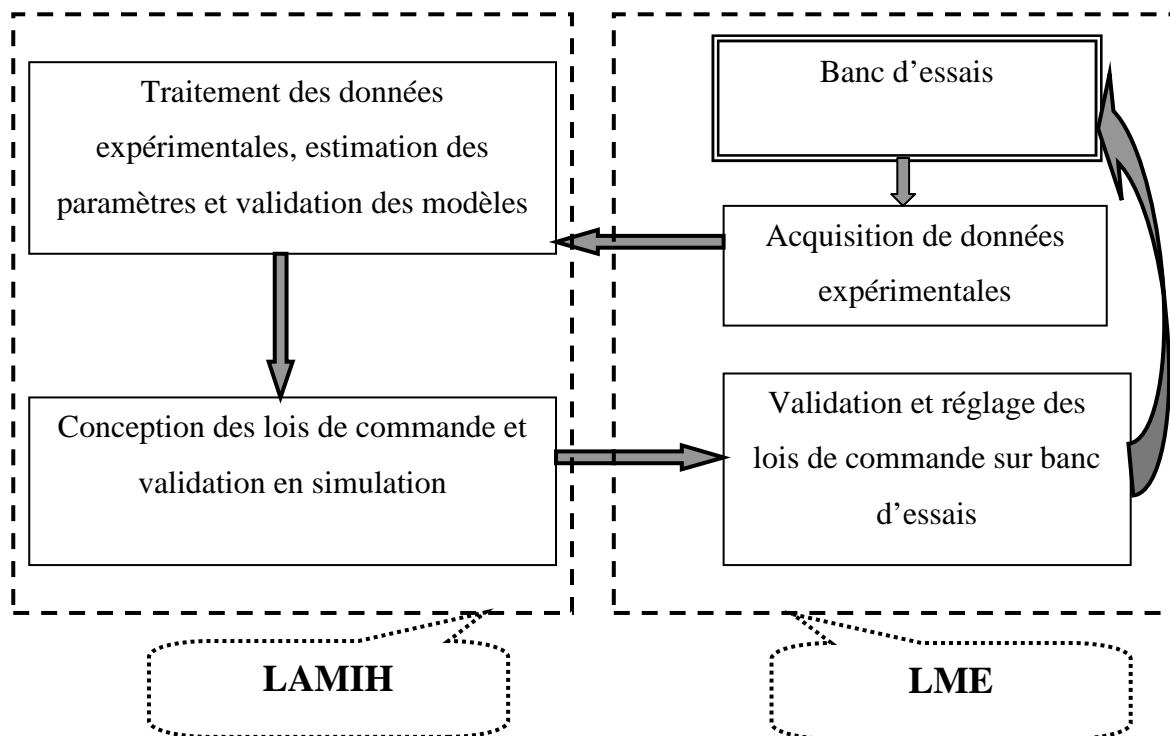 Traitement des données
expérimentales, estimation des
paramètres et validation des modèles
Conception des lois de commande et
validation en simulation
LAMIH
Banc d’essais
Acquisition de données
expérimentales
Validation et réglage des
lois de commande sur banc
d’essais
LME